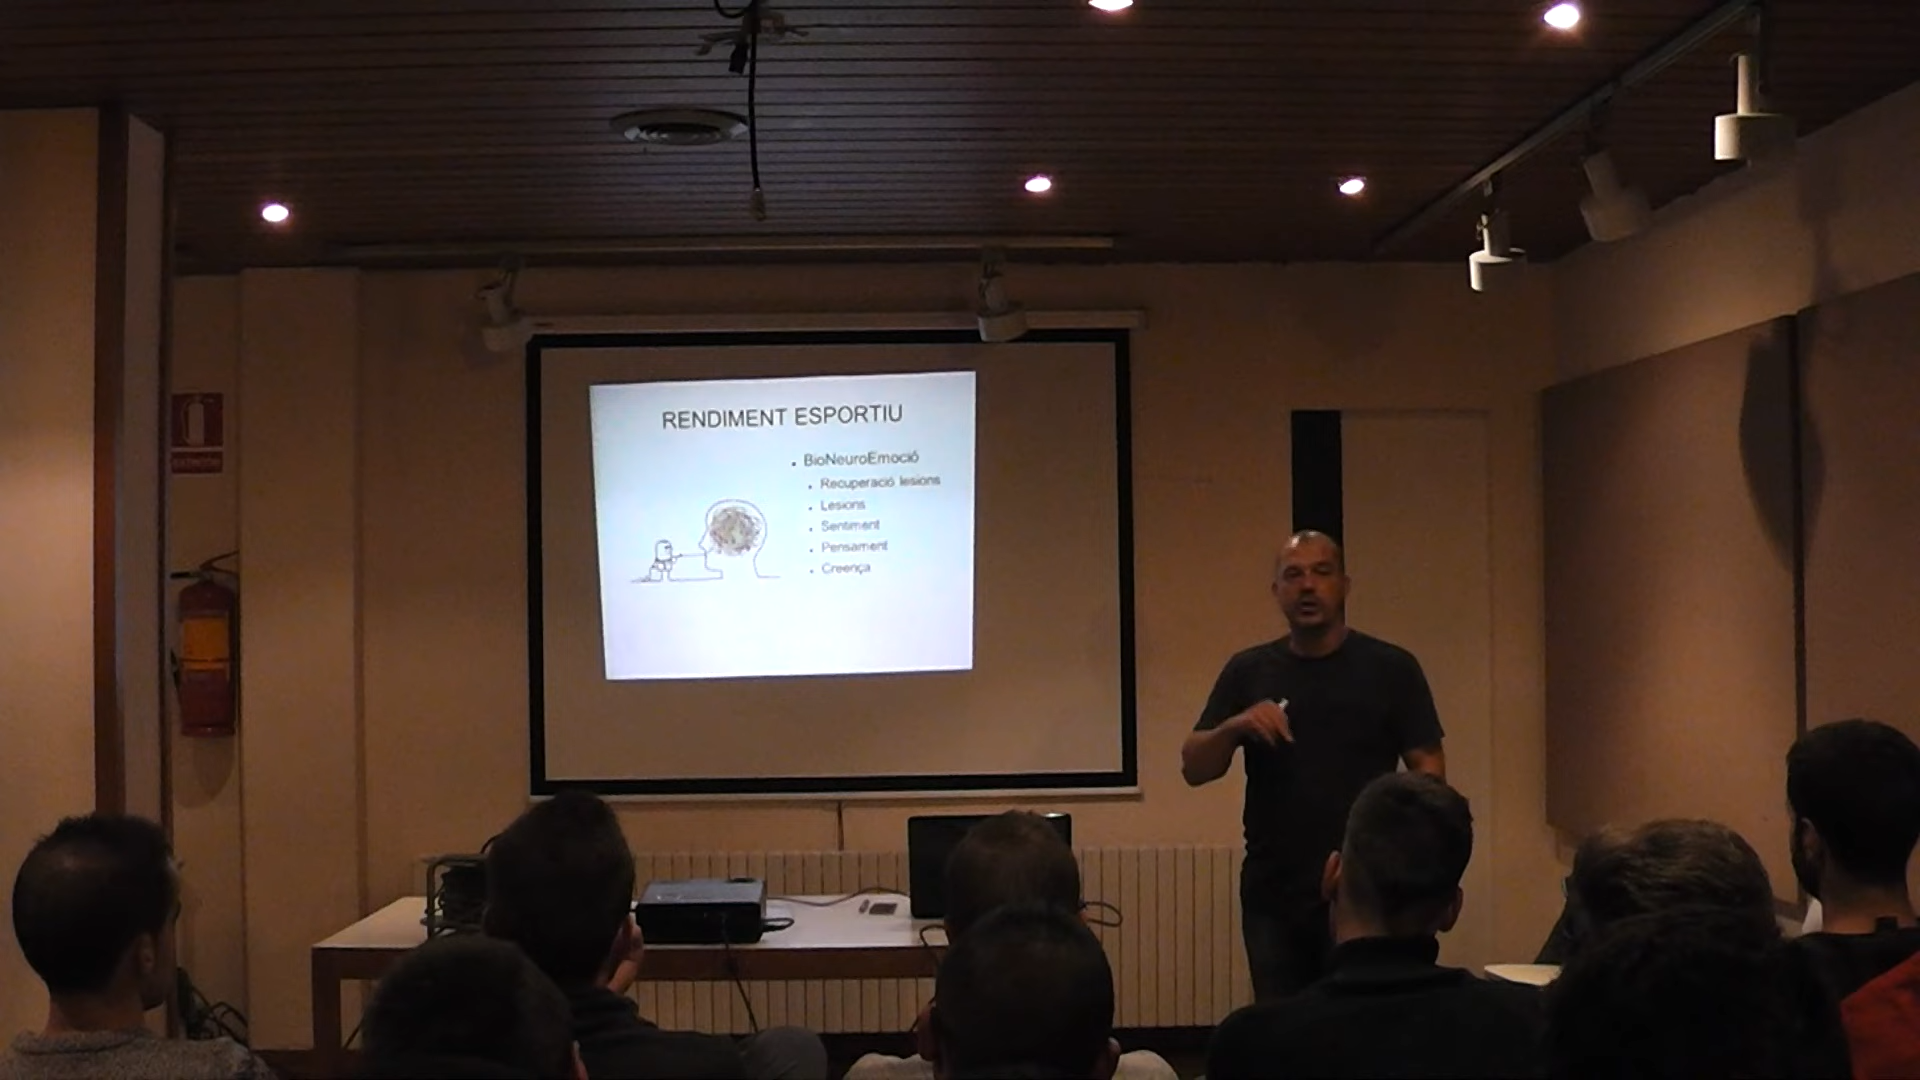 RENDIMENT ESPORTIU
BioNeuroEmoció
Recuperació lesions
Lesions
Sentiment
Pensament
Creença